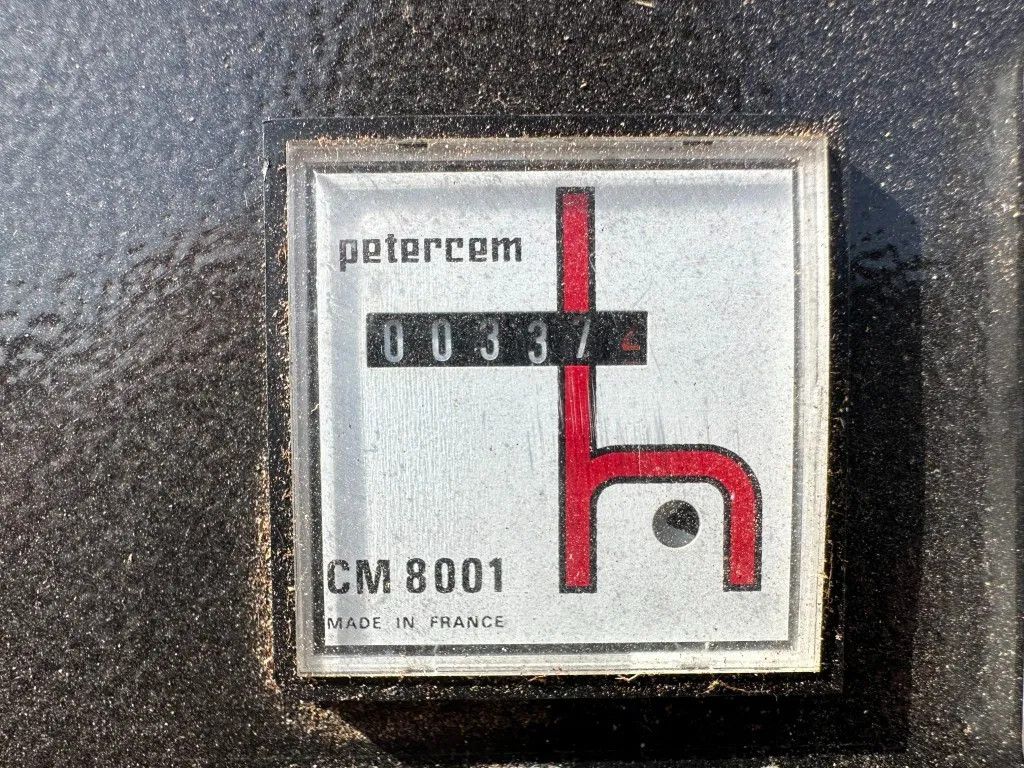 petercem
00337
CM 8001
MADE IN FRANCE